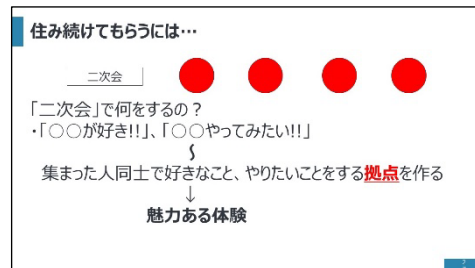 住み続けてもらうには…
二次会
「二次会」で何をするの？
・「○○が好き!!」、「○○やってみたい!!」
～
集まった人同士で好きなこと、やりたいことをする拠点を作る
↓
魅力ある体験